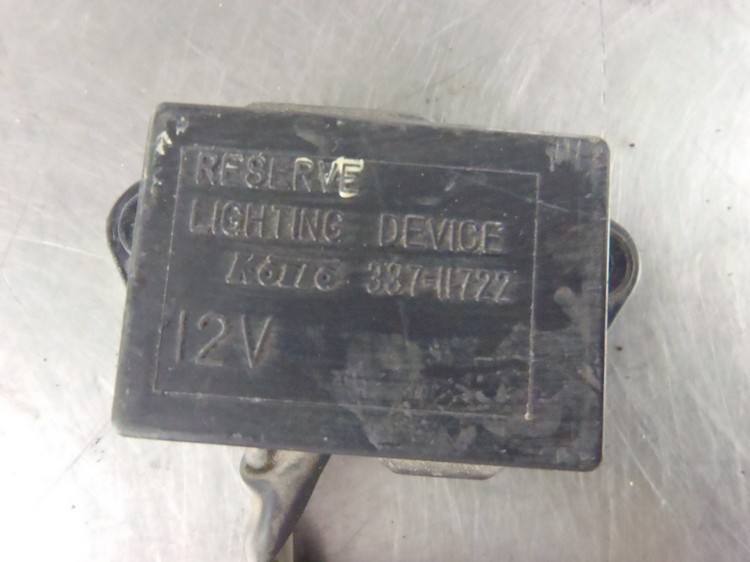 RESERVE
LIGHTING DEVICE
KOITO 337-11722
12V